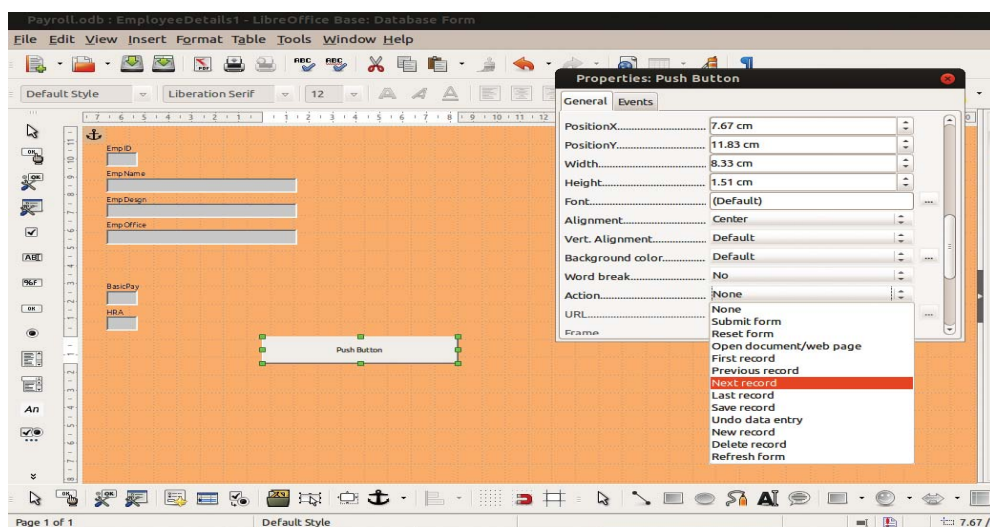 Payroll.odb : EmployeeDetails1 - LibreOffice Base: Database Form
File Edit View Insert Format Table Tools Window Help
Properties: Push Button
Default Style Liberation Serif 12
General Events
PositionX 7.67 cm
PositionY 11.83 cm
Width 8.33 cm
Height 1.51 cm
Font (Default) ...
Alignment Center
Vert. Alignment Default
Background color Default ...
Word break No
Action None
URL ...
Frame
None
Submit form
Reset form
Open document/web page
First record
Previous record
Next record
Last record
Save record
Undo data entry
New record
Delete record
Refresh form
EmpID
EmpName
EmpDesgn
EmpOffice
BasicPay
HRA
Push Button
Page 1 of 1 Default Style 7.67